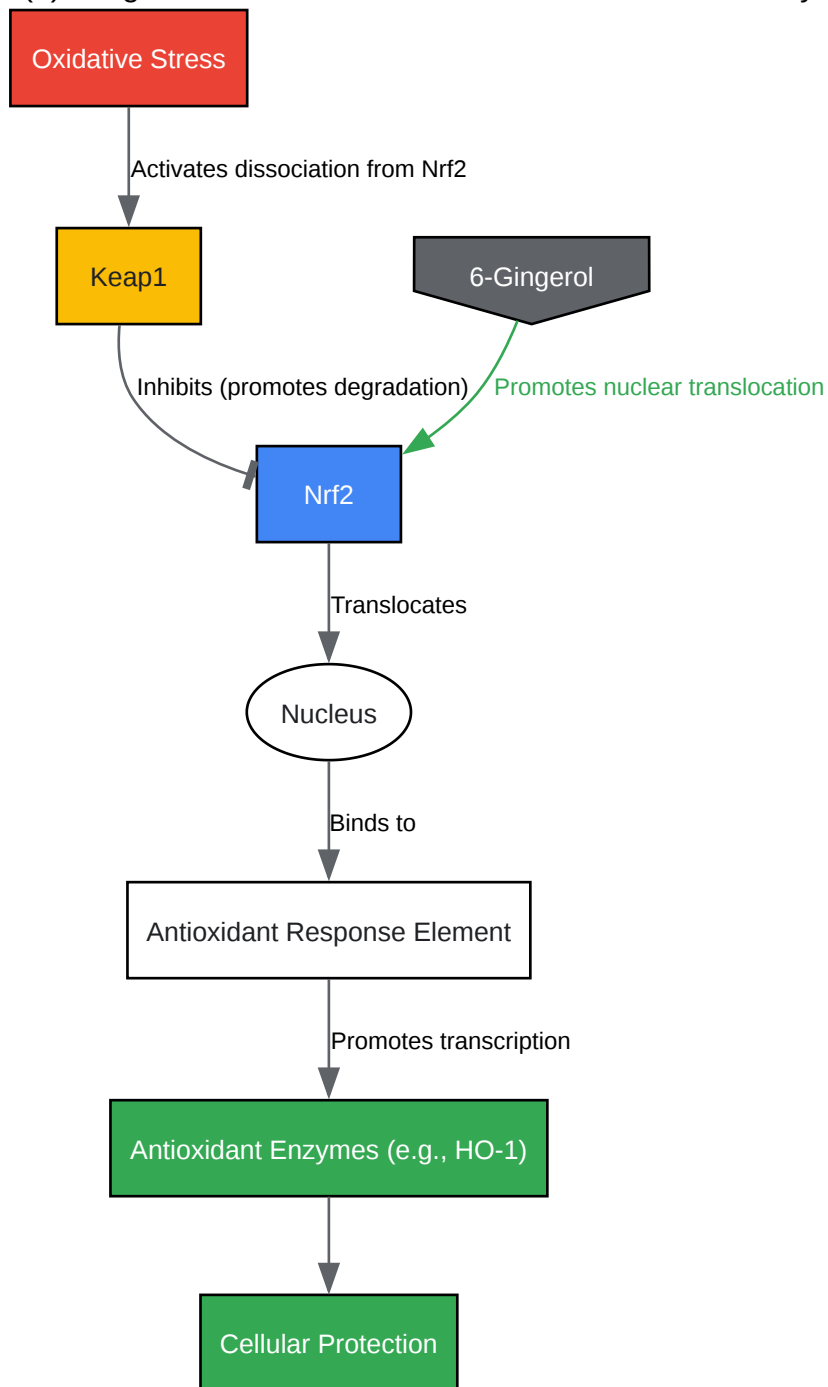 Oxidative Stress
Activates dissociation from Nrf2
Keap1
6-Gingerol
Inhibits (promotes degradation)
Promotes nuclear translocation
Nrf2
Translocates
Nucleus
Binds to
Antioxidant Response Element
Promotes transcription
Antioxidant Enzymes (e.g., HO-1)
Cellular Protection